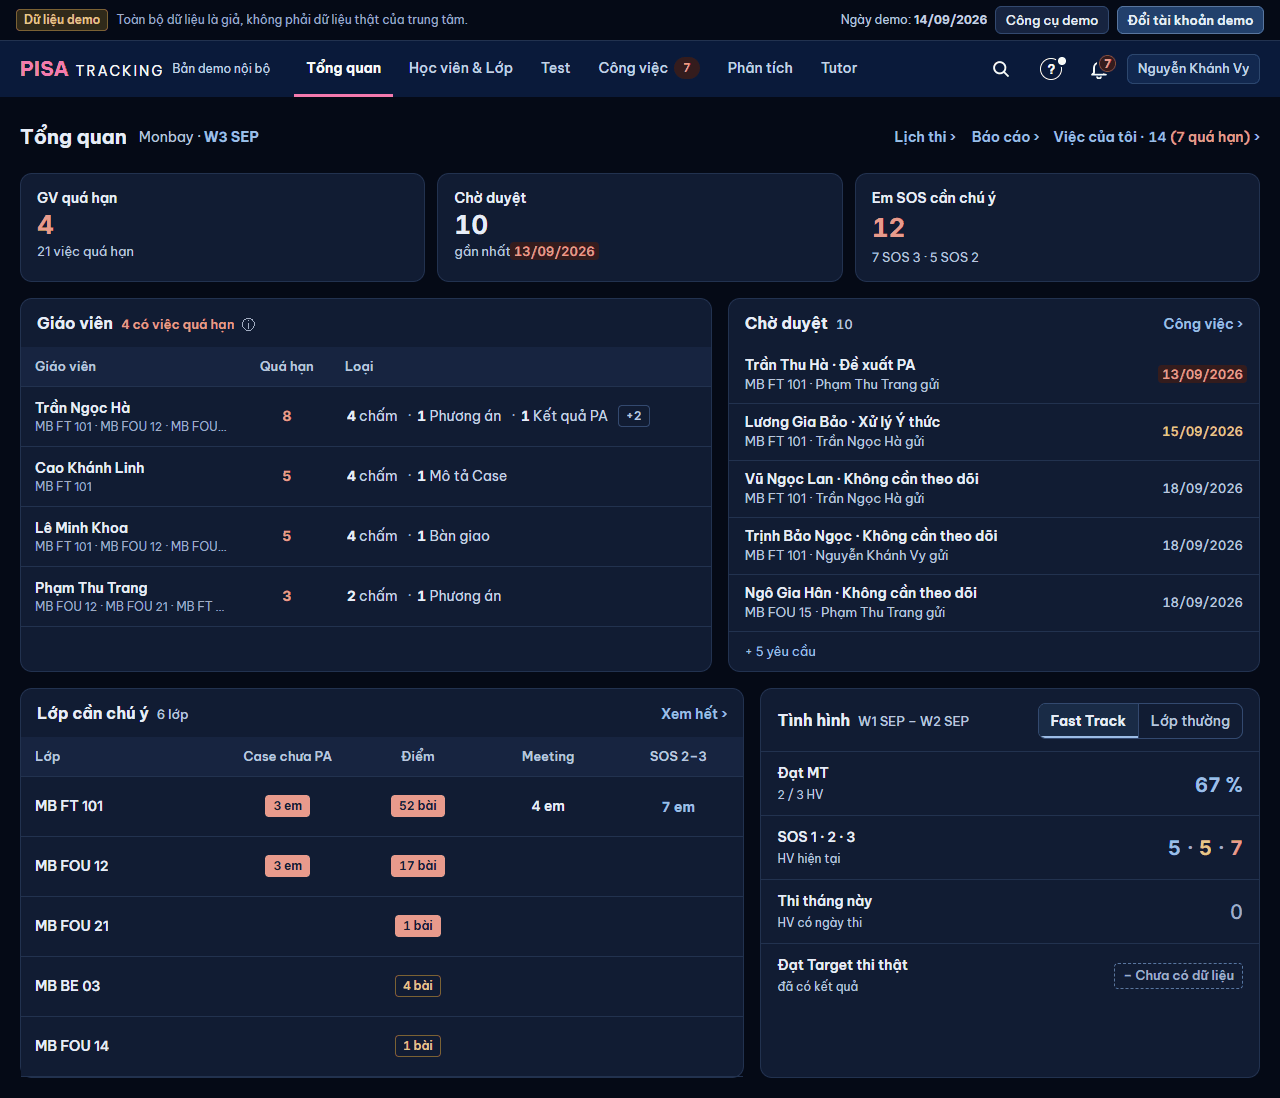 Dữ liệu demo Toàn bộ dữ liệu là giả, không phải dữ liệu thật của trung tâm. Ngày demo: 14/09/2026 Công cụ demo Đổi tài khoản demo
PISA TRACKING Bản demo nội bộ Tổng quan Học viên & Lớp Test Công việc 7 Phân tích Tutor ? 7 Nguyễn Khánh Vy
Tổng quan Monbay · W3 SEP Lịch thi › Báo cáo › Việc của tôi · 14 (7 quá hạn) ›
GV quá hạn
4
21 việc quá hạn
Chờ duyệt
10
gần nhất 13/09/2026
Em SOS cần chú ý
12
7 SOS 3 · 5 SOS 2
Giáo viên 4 có việc quá hạn ⓘ
Giáo viên Quá hạn Loại
Trần Ngọc Hà
MB FT 101 · MB FOU 12 · MB FOU...
8 4 chấm · 1 Phương án · 1 Kết quả PA +2
Cao Khánh Linh
MB FT 101
5 4 chấm · 1 Mô tả Case
Lê Minh Khoa
MB FT 101 · MB FOU 12 · MB FOU...
5 4 chấm · 1 Bàn giao
Phạm Thu Trang
MB FOU 12 · MB FOU 21 · MB FT ...
3 2 chấm · 1 Phương án
Chờ duyệt 10 Công việc ›
Trần Thu Hà · Đề xuất PA
MB FT 101 · Phạm Thu Trang gửi
13/09/2026
Lương Gia Bảo · Xử lý Ý thức
MB FT 101 · Trần Ngọc Hà gửi
15/09/2026
Vũ Ngọc Lan · Không cần theo dõi
MB FT 101 · Trần Ngọc Hà gửi
18/09/2026
Trịnh Bảo Ngọc · Không cần theo dõi
MB FT 101 · Nguyễn Khánh Vy gửi
18/09/2026
Ngô Gia Hân · Không cần theo dõi
MB FOU 15 · Phạm Thu Trang gửi
18/09/2026
+ 5 yêu cầu
Lớp cần chú ý 6 lớp Xem hết ›
Lớp Case chưa PA Điểm Meeting SOS 2–3
MB FT 101 3 em 52 bài 4 em 7 em
MB FOU 12 3 em 17 bài
MB FOU 21 1 bài
MB BE 03 4 bài
MB FOU 14 1 bài
Tình hình W1 SEP – W2 SEP Fast Track Lớp thường
Đạt MT
2 / 3 HV
67 %
SOS 1 · 2 · 3
HV hiện tại
5 · 5 · 7
Thi tháng này
HV có ngày thi
0
Đạt Target thi thật
đã có kết quả
– Chưa có dữ liệu